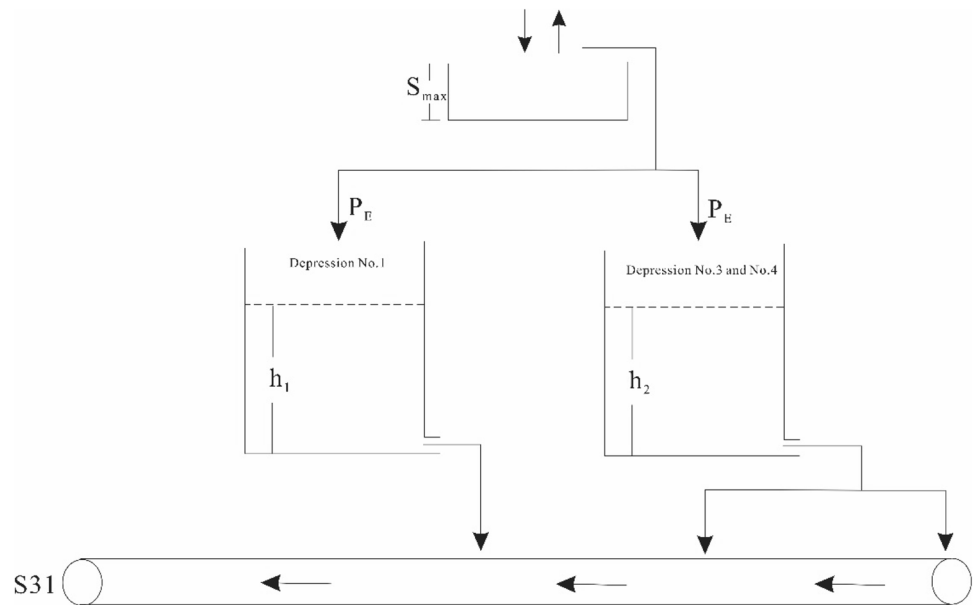 Smax
PE
PE
Depression No.1
Depression No.3 and No.4
h1
h2
S31